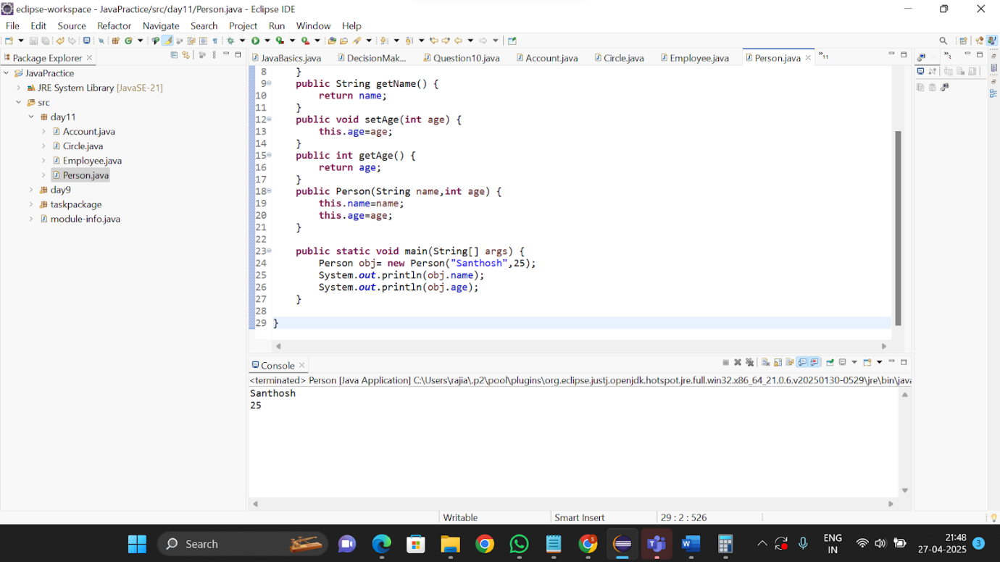 eclipse-workspace - JavaPractice/src/day11/Person.java - Eclipse IDE
File Edit Source Refactor Navigate Search Project Run Window Help
Package Explorer
JavaPractice
JRE System Library [JavaSE-21]
src
day11
Account.java
Circle.java
Employee.java
Person.java
day9
taskpackage
module-info.java
JavaBasics.java DecisionMak... Question10.java Account.java Circle.java Employee.java Person.java »11
8 }
9 public String getName() {
10 return name;
11 }
12 public void setAge(int age) {
13 this.age=age;
14 }
15 public int getAge() {
16 return age;
17 }
18 public Person(String name,int age) {
19 this.name=name;
20 this.age=age;
21 }
22
23 public static void main(String[] args) {
24 Person obj= new Person("Santhosh",25);
25 System.out.println(obj.name);
26 System.out.println(obj.age);
27 }
28
29 }
Console
<terminated> Person [Java Application] C:\Users\rajia\.p2\pool\plugins\org.eclipse.justj.openjdk.hotspot.jre.full.win32.x86_64_21.0.6.v20250130-0529\jre\bin\java
Santhosh
25
Writable Smart Insert 29 : 2 : 526
Search
ENG
IN
21:48
27-04-2025
3